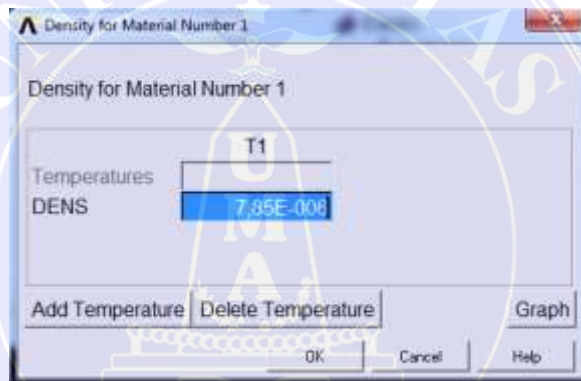 Density for Material Number 1
Density for Material Number 1
T1
Temperatures
DENS 7,85E-006
Add Temperature Delete Temperature Graph
OK Cancel Help
UMA